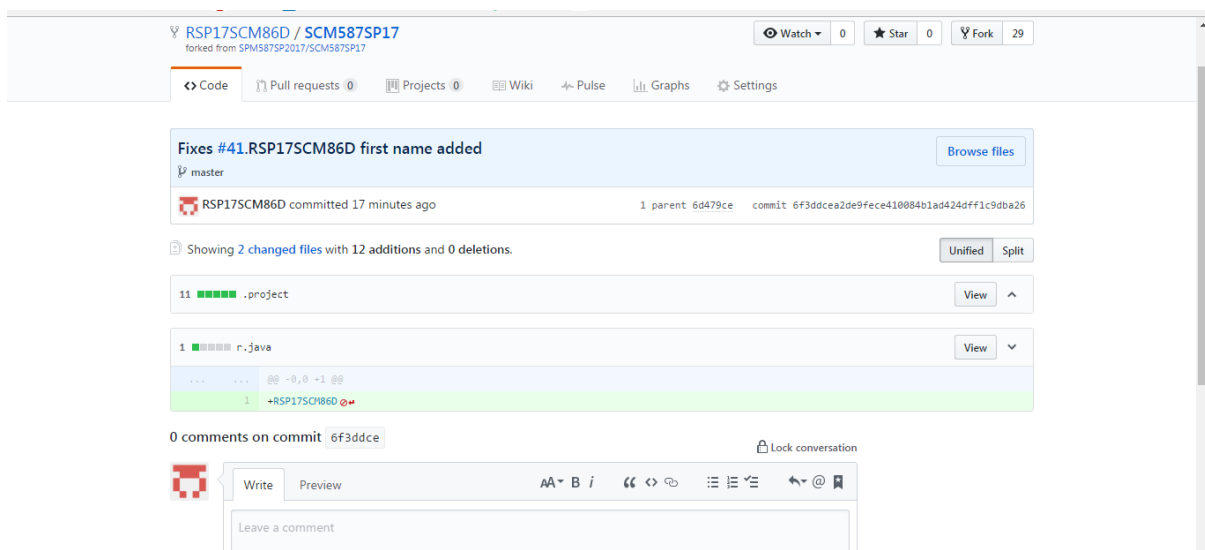 RSP17SCM86D / SCM587SP17
forked from SPM587SP2017/SCM587SP17
Watch 0 Star 0 Fork 29
<> Code Pull requests 0 Projects 0 Wiki Pulse Graphs Settings
Fixes #41.RSP17SCM86D first name added
Browse files
master
RSP17SCM86D committed 17 minutes ago 1 parent 6d479ce commit 6f3ddcea2de9fece410084b1ad424dff1c9dba26
Showing 2 changed files with 12 additions and 0 deletions. Unified Split
11 .project View
1 r.java View
... ... @@ -0,0 +1 @@
1 +RSP17SCM86D
0 comments on commit 6f3ddce
Lock conversation
Write Preview AA B i “ <> @
Leave a comment